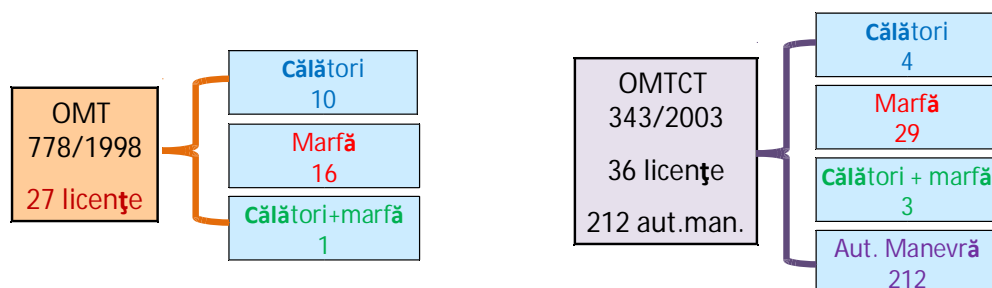 OMT
778/1998
27 licenţe
Călători
10
Marfă
16
Călători+marfă
1
OMTCT
343/2003
36 licenţe
212 aut.man.
Călători
4
Marfă
29
Călători + marfă
3
Aut. Manevră
212